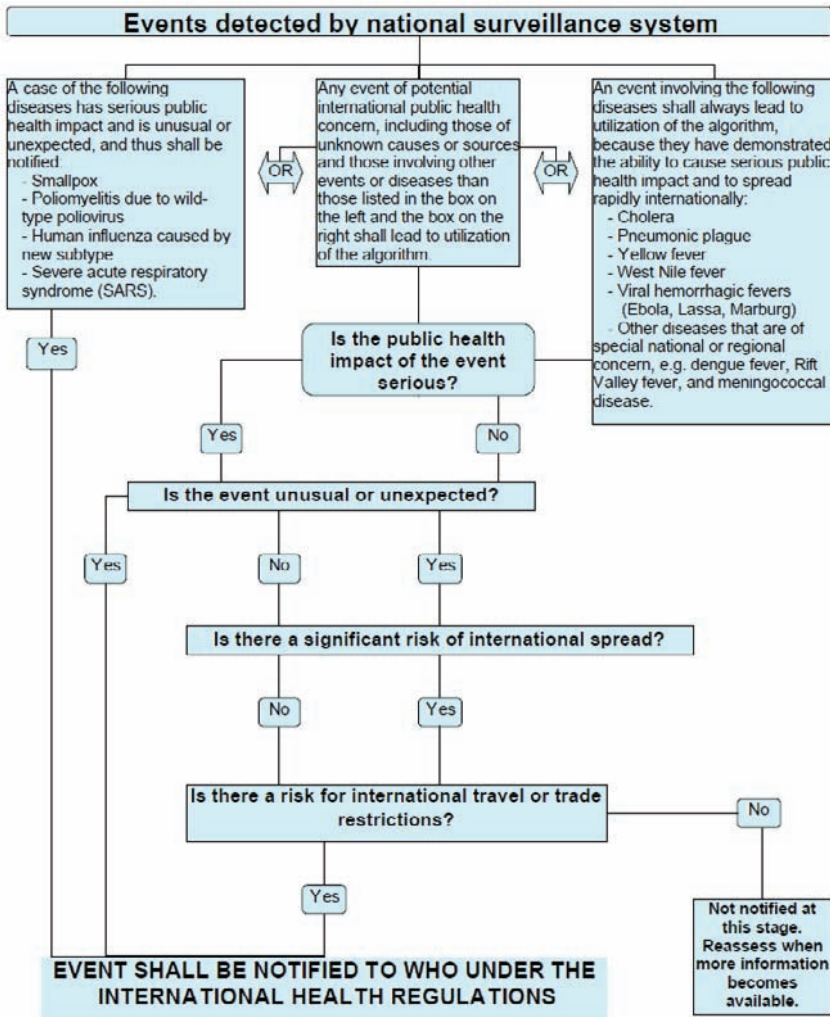 Events detected by national surveillance system
A case of the following
diseases has serious public
health impact and is unusual or
unexpected, and thus shall be
notified:
- Smallpox
- Poliomyelitis due to wild-
type poliovirus
- Human influenza caused by
new subtype
- Severe acute respiratory
syndrome (SARS).
OR
Any event of potential
international public health
concern, including those of
unknown causes or sources
and those involving other
events or diseases than
those listed in the box on
the left and the box on the
right shall lead to utilization
of the algorithm.
OR
An event involving the following
diseases shall always lead to
utilization of the algorithm,
because they have demonstrated
the ability to cause serious public
health impact and to spread
rapidly internationally:
- Cholera
- Pneumonic plague
- Yellow fever
- West Nile fever
- Viral hemorrhagic fevers
(Ebola, Lassa, Marburg)
- Other diseases that are of
special national or regional
concern, e.g. dengue fever, Rift
Valley fever, and meningococcal
disease.
Yes
Is the public health
impact of the event
serious?
Yes
No
Is the event unusual or unexpected?
Yes
No
Yes
Is there a significant risk of international spread?
No
Yes
Is there a risk for international travel or trade
restrictions?
No
Yes
Not notified at
this stage.
Reassess when
more information
becomes
available.
EVENT SHALL BE NOTIFIED TO WHO UNDER THE
INTERNATIONAL HEALTH REGULATIONS